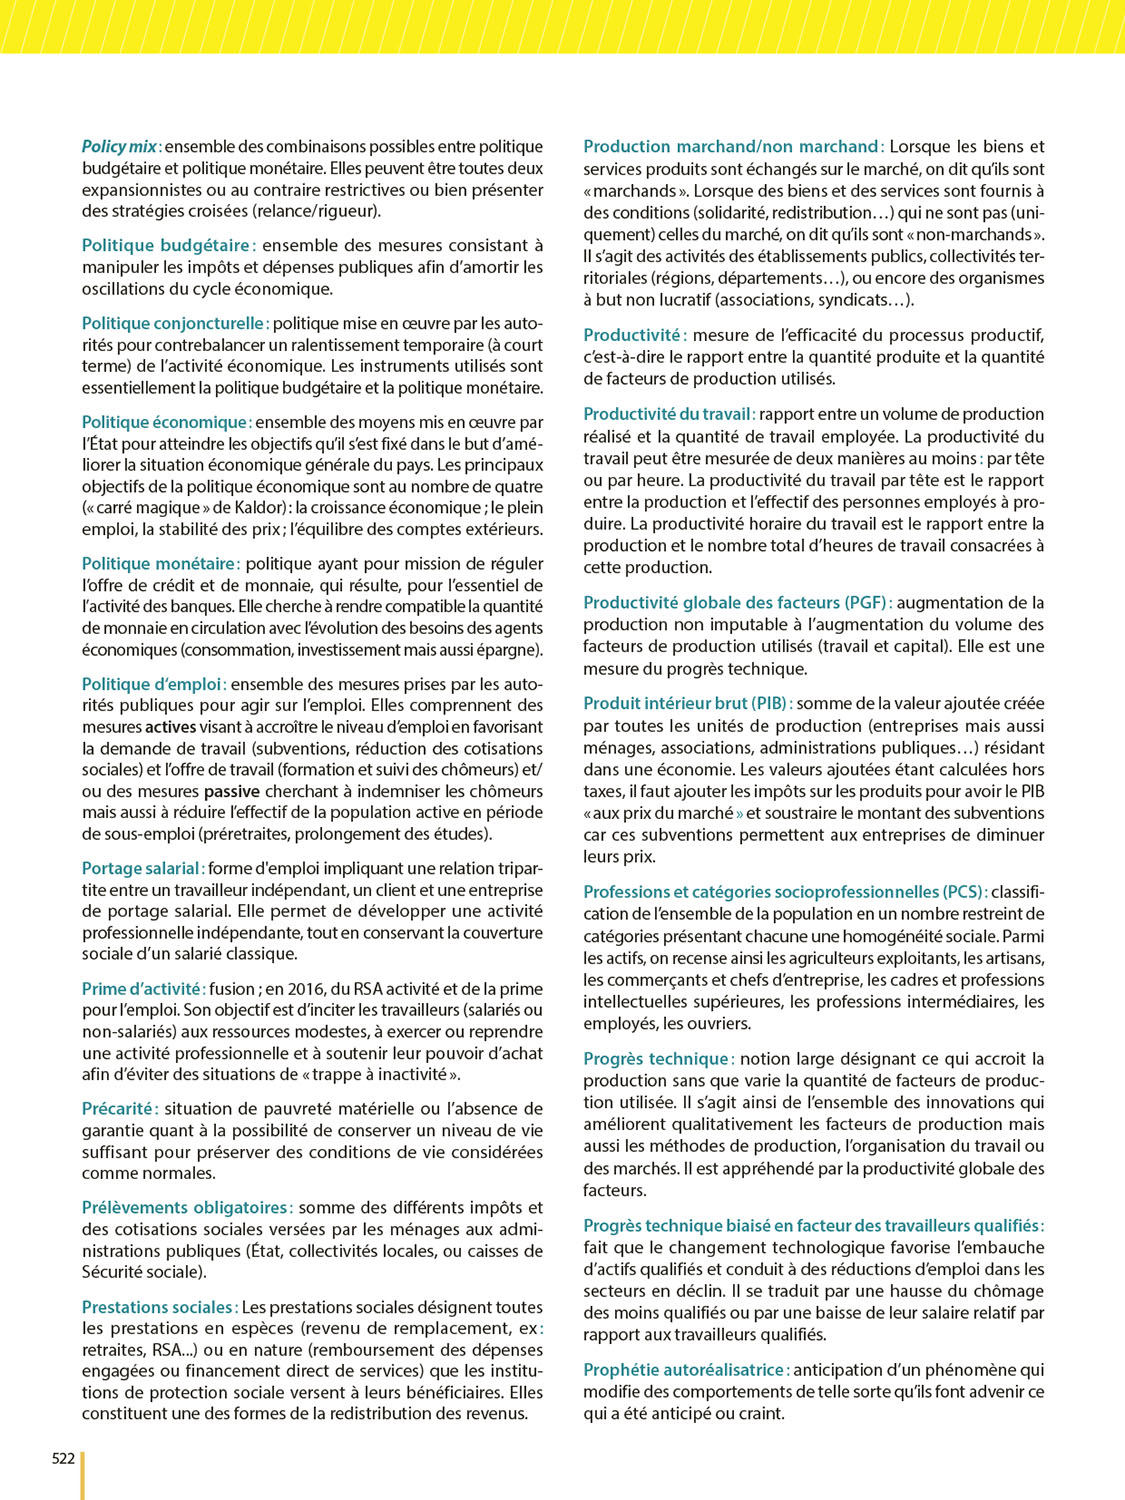 Policy mix : ensemble des combinaisons possibles entre politique
budgétaire et politique monétaire. Elles peuvent être toutes deux
expansionnistes ou au contraire restrictives ou bien présenter
des stratégies croisées (relance/rigueur).
Politique budgétaire : ensemble des mesures consistant à
manipuler les impôts et dépenses publiques afin d’amortir les
oscillations du cycle économique.
Politique conjoncturelle : politique mise en œuvre par les auto-
rités pour contrebalancer un ralentissement temporaire (à court
terme) de l’activité économique. Les instruments utilisés sont
essentiellement la politique budgétaire et la politique monétaire.
Politique économique : ensemble des moyens mis en œuvre par
l’État pour atteindre les objectifs qu’il s’est fixé dans le but d’amé-
liorer la situation économique générale du pays. Les principaux
objectifs de la politique économique sont au nombre de quatre
(« carré magique » de Kaldor) : la croissance économique ; le plein
emploi, la stabilité des prix ; l’équilibre des comptes extérieurs.
Politique monétaire : politique ayant pour mission de réguler
l’offre de crédit et de monnaie, qui résulte, pour l’essentiel de
l’activité des banques. Elle cherche à rendre compatible la quantité
de monnaie en circulation avec l’évolution des besoins des agents
économiques (consommation, investissement mais aussi épargne).
Politique d’emploi : ensemble des mesures prises par les auto-
rités publiques pour agir sur l’emploi. Elles comprennent des
mesures actives visant à accroître le niveau d’emploi en favorisant
la demande de travail (subventions, réduction des cotisations
sociales) et l’offre de travail (formation et suivi des chômeurs) et/
ou des mesures passive cherchant à indemniser les chômeurs
mais aussi à réduire l’effectif de la population active en période
de sous-emploi (préretraites, prolongement des études).
Portage salarial : forme d'emploi impliquant une relation tripar-
tite entre un travailleur indépendant, un client et une entreprise
de portage salarial. Elle permet de développer une activité
professionnelle indépendante, tout en conservant la couverture
sociale d’un salarié classique.
Prime d’activité : fusion ; en 2016, du RSA activité et de la prime
pour l’emploi. Son objectif est d’inciter les travailleurs (salariés ou
non-salariés) aux ressources modestes, à exercer ou reprendre
une activité professionnelle et à soutenir leur pouvoir d’achat
afin d’éviter des situations de « trappe à inactivité ».
Précarité : situation de pauvreté matérielle ou l’absence de
garantie quant à la possibilité de conserver un niveau de vie
suffisant pour préserver des conditions de vie considérées
comme normales.
Prélèvements obligatoires : somme des différents impôts et
des cotisations sociales versées par les ménages aux admi-
nistrations publiques (État, collectivités locales, ou caisses de
Sécurité sociale).
Prestations sociales : Les prestations sociales désignent toutes
les prestations en espèces (revenu de remplacement, ex :
retraites, RSA...) ou en nature (remboursement des dépenses
engagées ou financement direct de services) que les institu-
tions de protection sociale versent à leurs bénéficiaires. Elles
constituent une des formes de la redistribution des revenus.
Production marchand/non marchand : Lorsque les biens et
services produits sont échangés sur le marché, on dit qu’ils sont
« marchands ». Lorsque des biens et des services sont fournis à
des conditions (solidarité, redistribution…) qui ne sont pas (uni-
quement) celles du marché, on dit qu’ils sont « non-marchands ».
Il s’agit des activités des établissements publics, collectivités ter-
ritoriales (régions, départements…), ou encore des organismes
à but non lucratif (associations, syndicats…).
Productivité : mesure de l’efficacité du processus productif,
c’est-à-dire le rapport entre la quantité produite et la quantité
de facteurs de production utilisés.
Productivité du travail : rapport entre un volume de production
réalisé et la quantité de travail employée. La productivité du
travail peut être mesurée de deux manières au moins : par tête
ou par heure. La productivité du travail par tête est le rapport
entre la production et l’effectif des personnes employés à pro-
duire. La productivité horaire du travail est le rapport entre la
production et le nombre total d’heures de travail consacrées à
cette production.
Productivité globale des facteurs (PGF) : augmentation de la
production non imputable à l’augmentation du volume des
facteurs de production utilisés (travail et capital). Elle est une
mesure du progrès technique.
Produit intérieur brut (PIB) : somme de la valeur ajoutée créée
par toutes les unités de production (entreprises mais aussi
ménages, associations, administrations publiques…) résidant
dans une économie. Les valeurs ajoutées étant calculées hors
taxes, il faut ajouter les impôts sur les produits pour avoir le PIB
« aux prix du marché » et soustraire le montant des subventions
car ces subventions permettent aux entreprises de diminuer
leurs prix.
Professions et catégories socioprofessionnelles (PCS) : classifi-
cation de l’ensemble de la population en un nombre restreint de
catégories présentant chacune une homogénéité sociale. Parmi
les actifs, on recense ainsi les agriculteurs exploitants, les artisans,
les commerçants et chefs d’entreprise, les cadres et professions
intellectuelles supérieures, les professions intermédiaires, les
employés, les ouvriers.
Progrès technique : notion large désignant ce qui accroit la
production sans que varie la quantité de facteurs de produc-
tion utilisée. Il s’agit ainsi de l’ensemble des innovations qui
améliorent qualitativement les facteurs de production mais
aussi les méthodes de production, l’organisation du travail ou
des marchés. Il est appréhendé par la productivité globale des
facteurs.
Progrès technique biaisé en facteur des travailleurs qualifiés :
fait que le changement technologique favorise l’embauche
d’actifs qualifiés et conduit à des réductions d’emploi dans les
secteurs en déclin. Il se traduit par une hausse du chômage
des moins qualifiés ou par une baisse de leur salaire relatif par
rapport aux travailleurs qualifiés.
Prophétie autoréalisatrice : anticipation d’un phénomène qui
modifie des comportements de telle sorte qu’ils font advenir ce
qui a été anticipé ou craint.
522